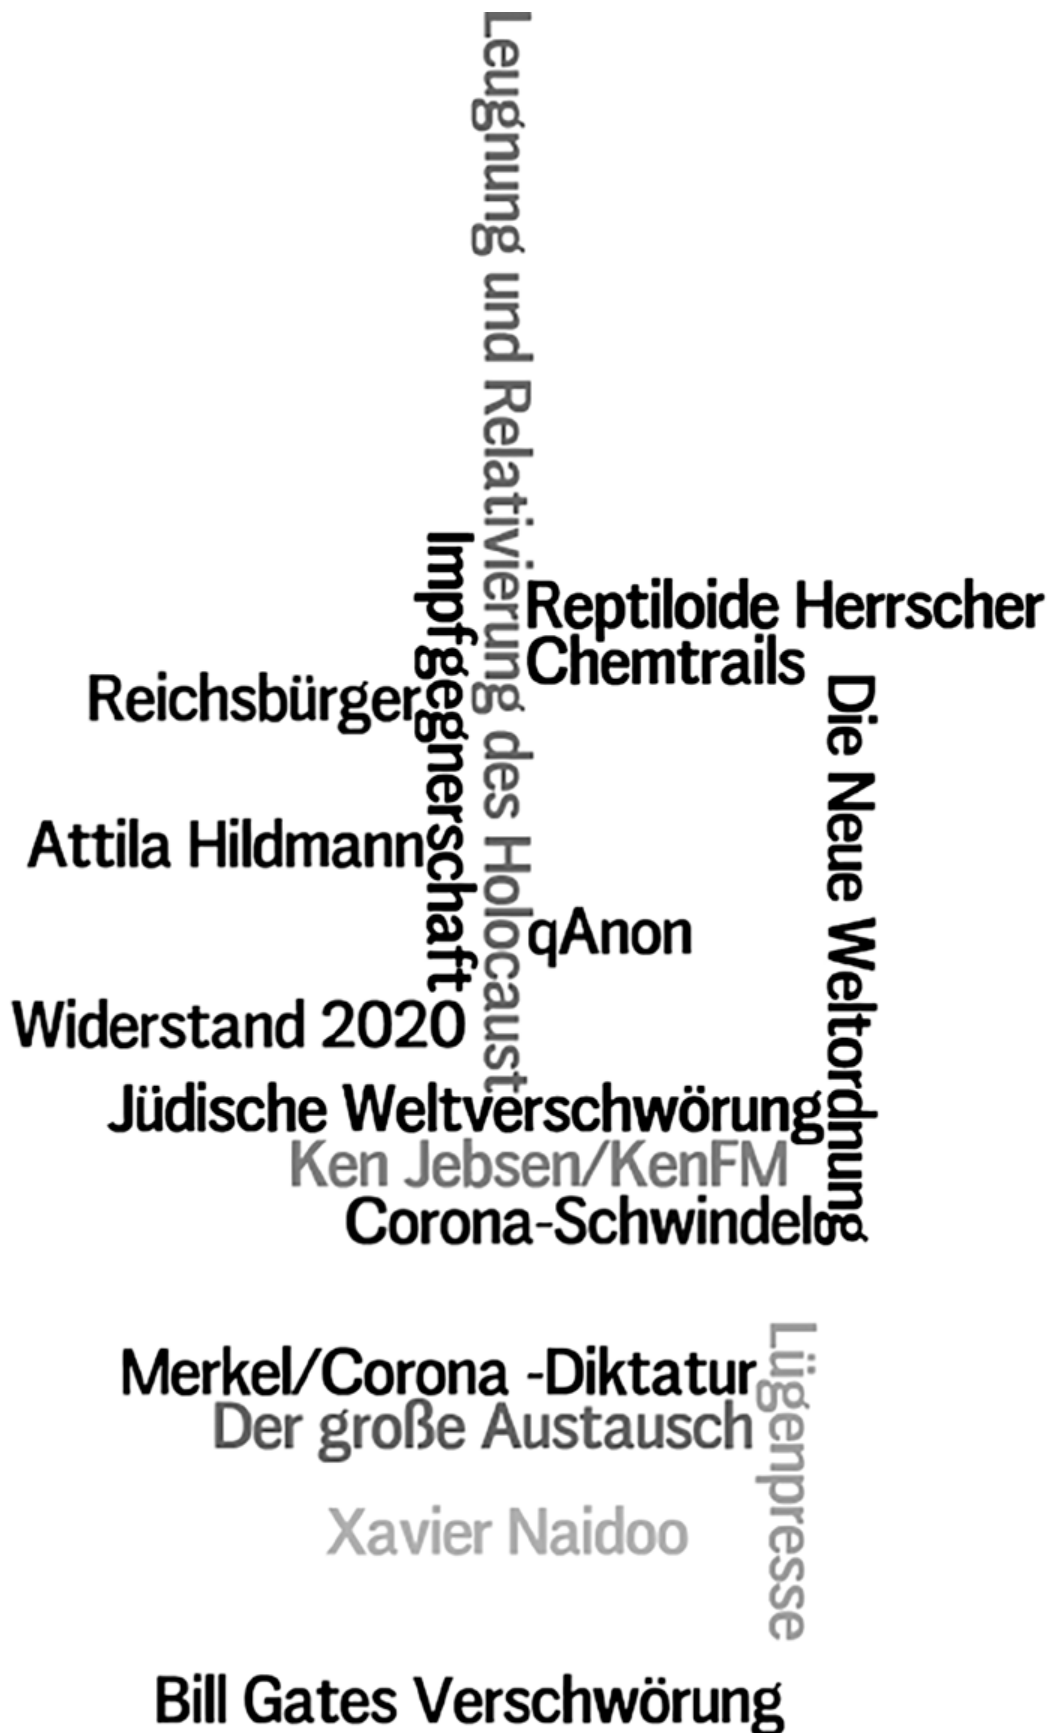 Leugnung und Relativierung des Holocaust
Impfgegnerschaft
Reptiloide Herrscher
Chemtrails
Reichsbürger
Die Neue Weltordnung
Attila Hildmann
qAnon
Widerstand 2020
Jüdische Weltverschwörung
Ken Jebsen/KenFM
Corona-Schwindel
Lügenpresse
Merkel/Corona -Diktatur
Der große Austausch
Xavier Naidoo
Bill Gates Verschwörung